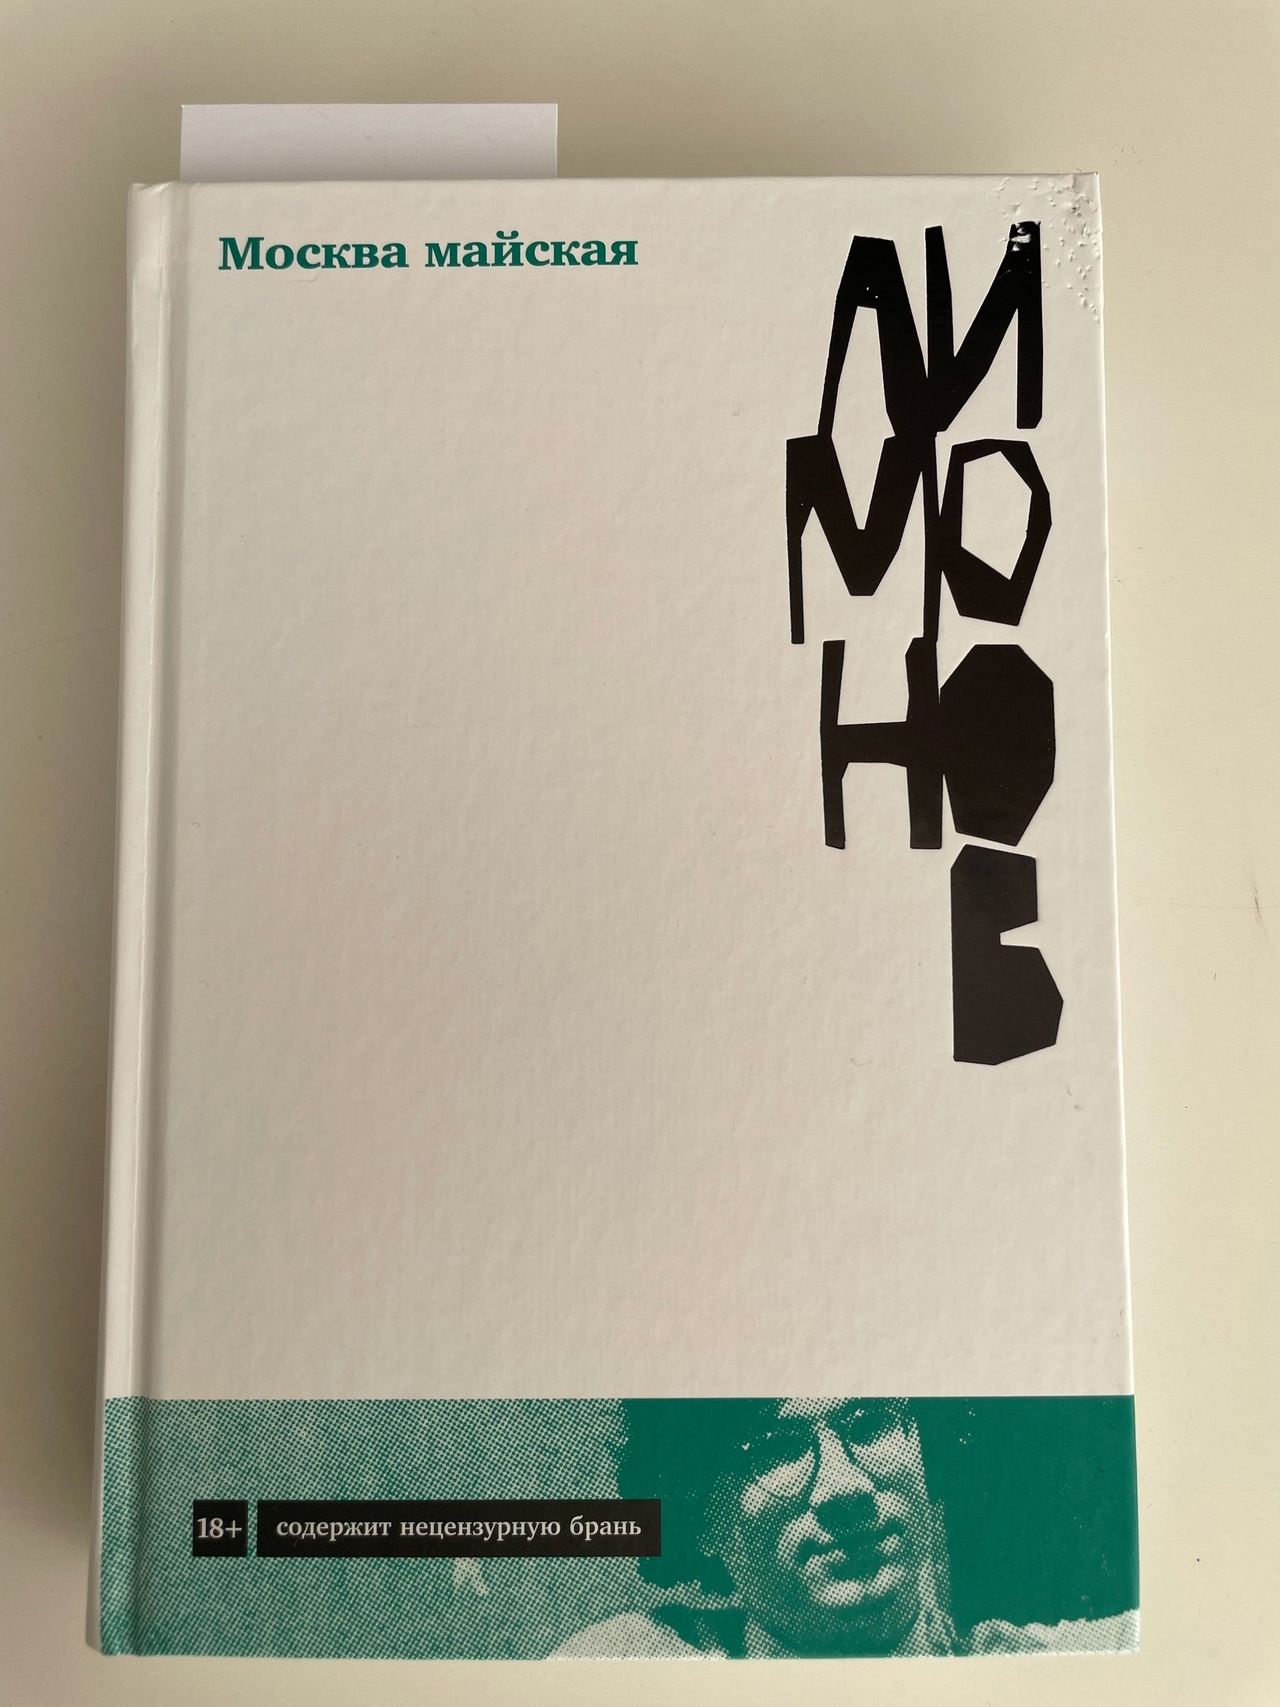 Москва майская
ЛИ
МО
НО
В
18+ содержит нецензурную брань